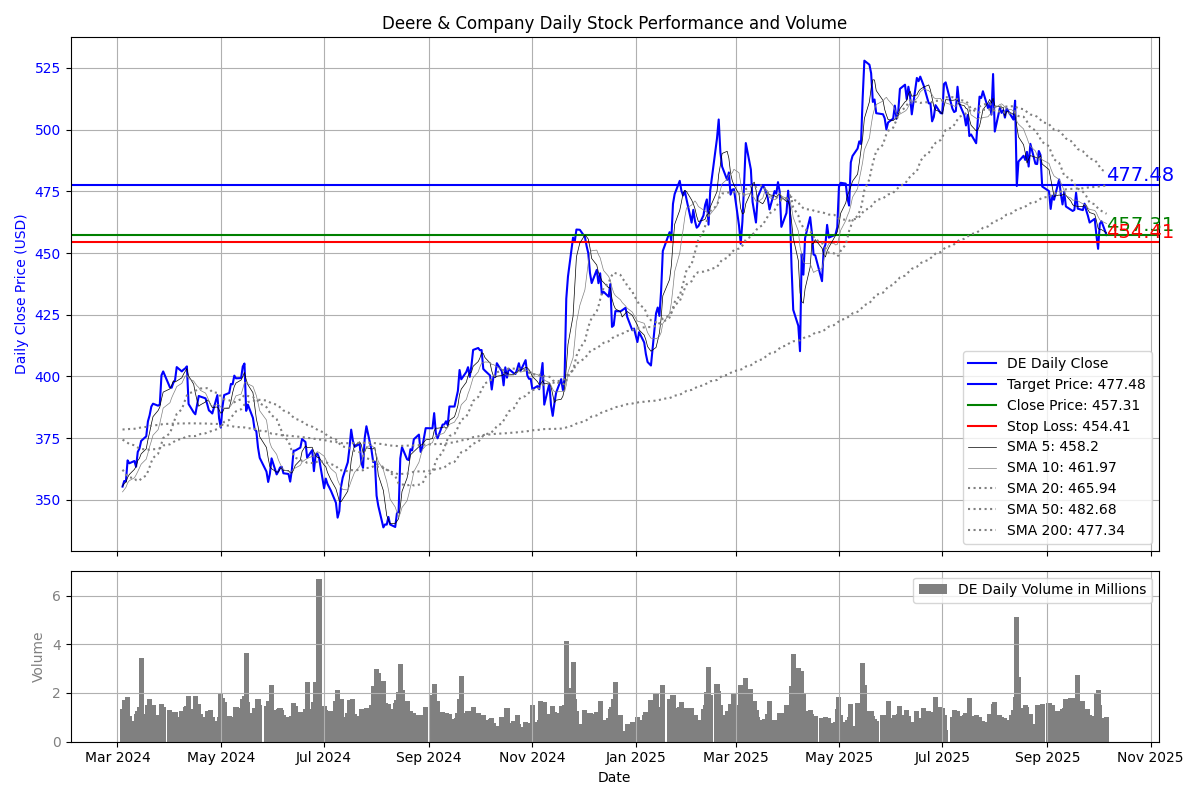 Deere & Company Daily Stock Performance and Volume
Daily Close Price (USD)
525
500
475
450
425
400
375
350
477.48
457.31
454.41
DE Daily Close
Target Price: 477.48
Close Price: 457.31
Stop Loss: 454.41
SMA 5: 458.2
SMA 10: 461.97
SMA 20: 465.94
SMA 50: 482.68
SMA 200: 477.34
Volume
6
4
2
0
DE Daily Volume in Millions
Mar 2024 May 2024 Jul 2024 Sep 2024 Nov 2024 Jan 2025 Mar 2025 May 2025 Jul 2025 Sep 2025 Nov 2025
Date